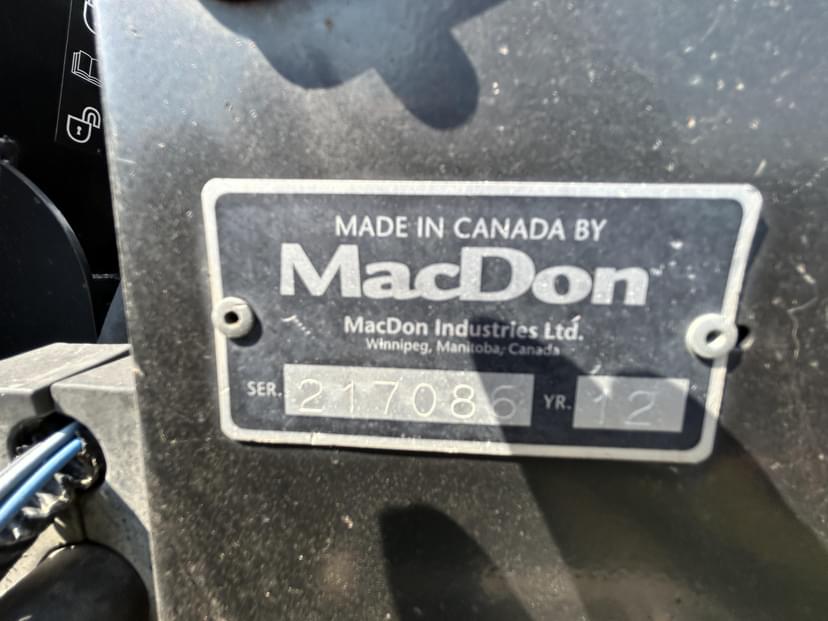 MADE IN CANADA BY
MacDon
MacDon Industries Ltd.
Winnipeg, Manitoba, Canada
SER. 217086 YR. 12